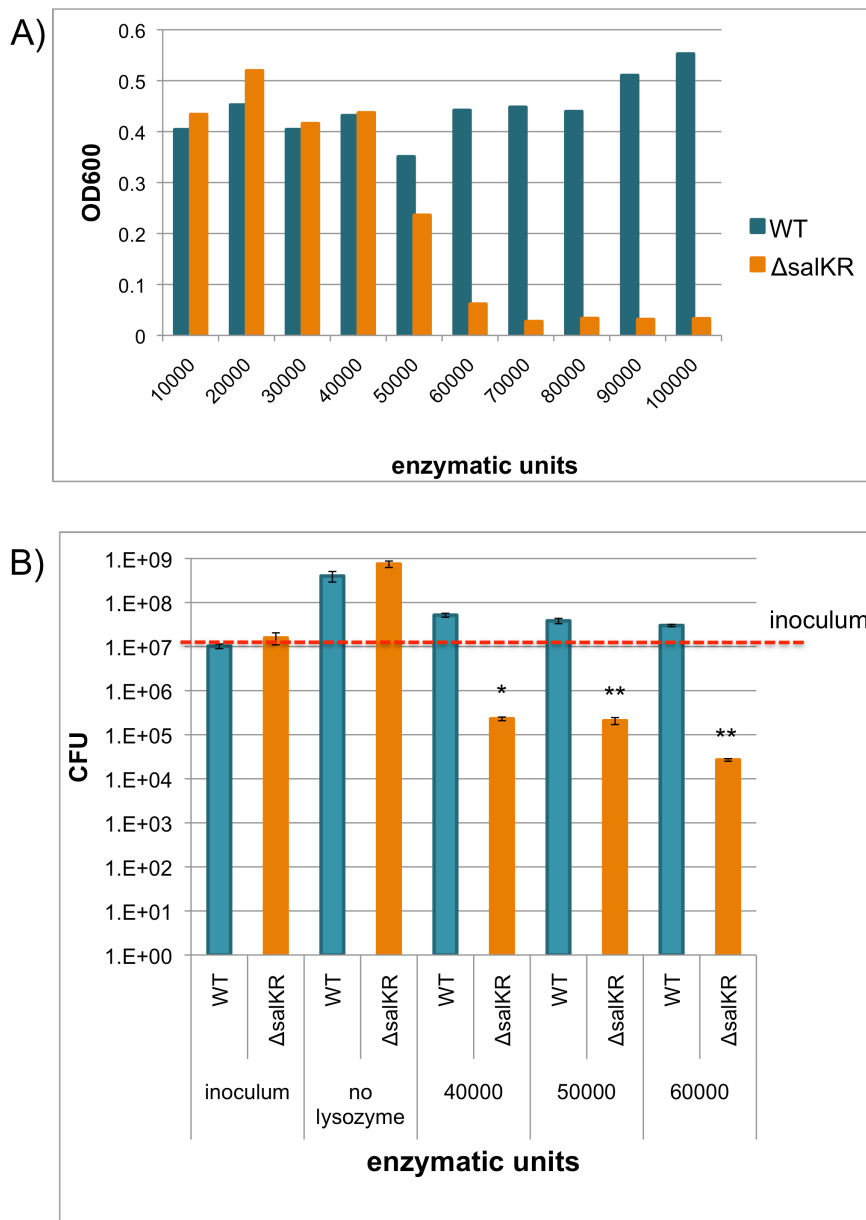 A)
0.6
0.5
0.4
0.3
0.2
0.1
0
OD600
10000
20000
30000
40000
50000
60000
70000
80000
90000
100000
enzymatic units
WT
ΔsalKR
B)
1.E+09
1.E+08
1.E+07
1.E+06
1.E+05
1.E+04
1.E+03
1.E+02
1.E+01
1.E+00
CFU
inoculum
*
**
**
WT
ΔsalKR
WT
ΔsalKR
WT
ΔsalKR
WT
ΔsalKR
WT
ΔsalKR
inoculum
no
lysozyme
40000
50000
60000
enzymatic units